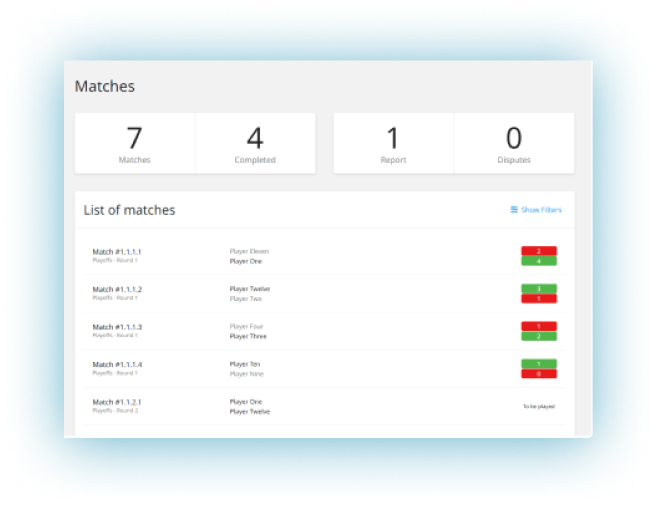 Matches
7 4 1 0
Matches Completed Report Disputes
List of matches Show Filters
Match #1.1.1.1 Player Eleven 2
Playoffs - Round 1 Player One 4
Match #1.1.1.2 Player Twelve 3
Playoffs - Round 1 Player Two 1
Match #1.1.1.3 Player Four 1
Playoffs - Round 1 Player Three 2
Match #1.1.1.4 Player Ten 1
Playoffs - Round 1 Player Nine 0
Match #1.1.2.1 Player One To be played
Playoffs - Round 2 Player Twelve